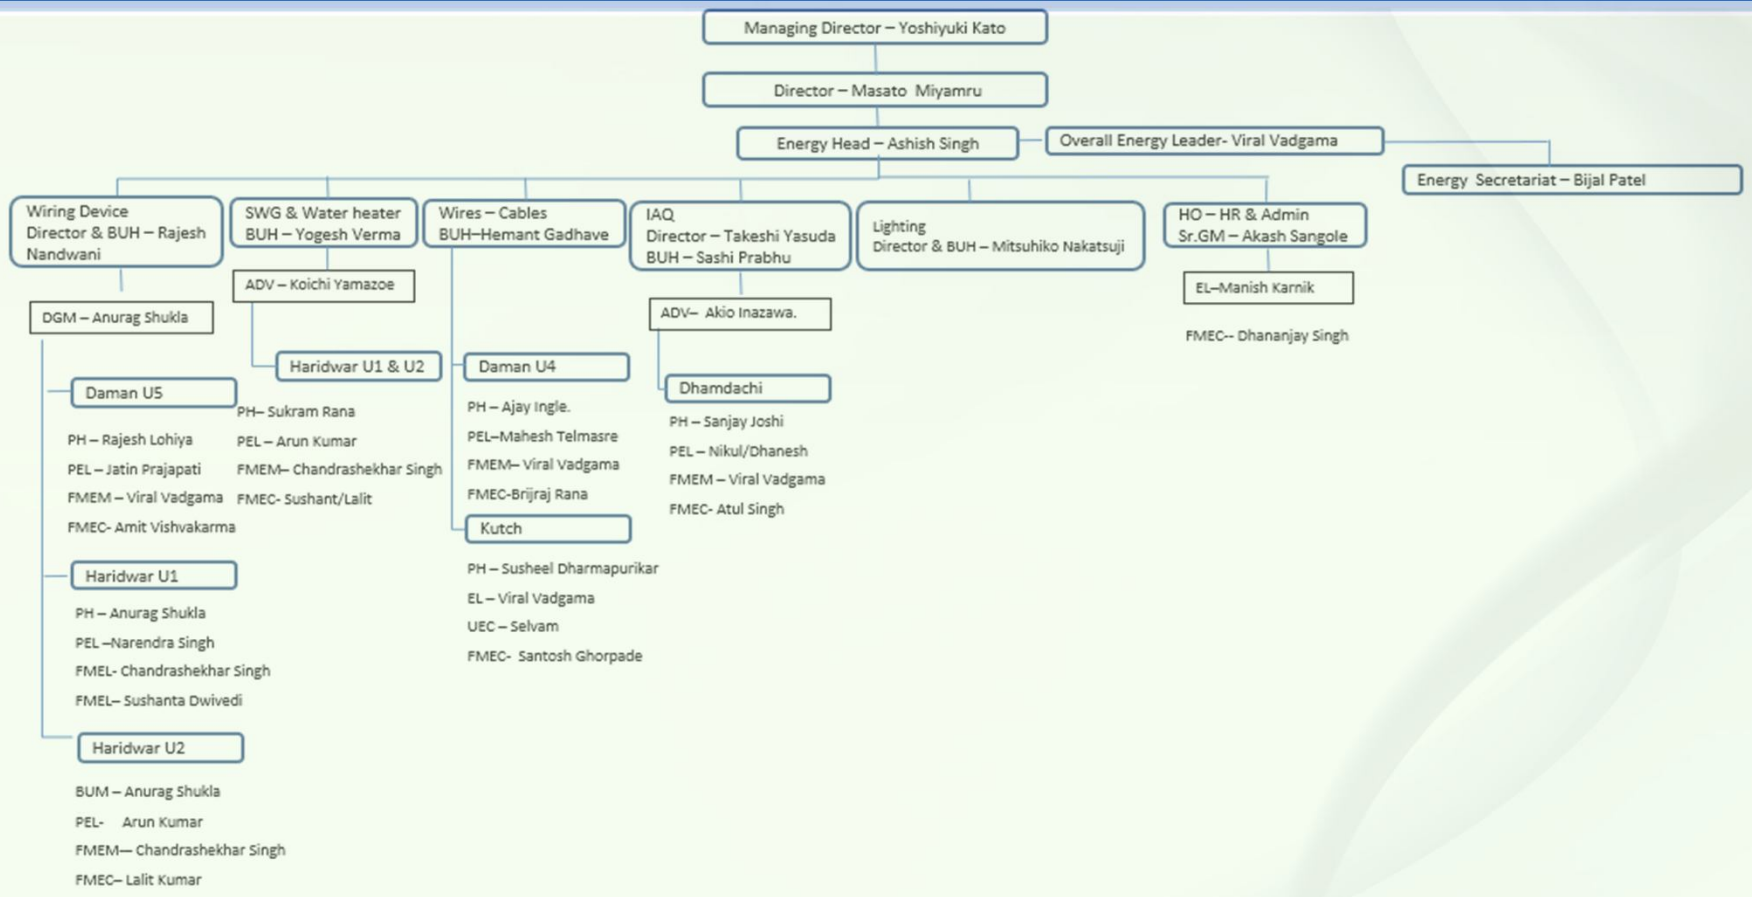 Managing Director – Yoshiyuki Kato
Director – Masato Miyamru
Energy Head – Ashish Singh
Overall Energy Leader- Viral Vadgama
Energy Secretariat – Bijal Patel
Wiring Device
Director & BUH – Rajesh
Nandwani
DGM – Anurag Shukla
Daman U5
PH – Rajesh Lohiya
PEL – Jatin Prajapati
FMEM – Viral Vadgama
FMEC- Amit Vishvakarma
Haridwar U1
PH – Anurag Shukla
PEL –Narendra Singh
FMEL- Chandrashekhar Singh
FMEL– Sushanta Dwivedi
Haridwar U2
BUM – Anurag Shukla
PEL- Arun Kumar
FMEM— Chandrashekhar Singh
FMEC– Lalit Kumar
SWG & Water heater
BUH – Yogesh Verma
ADV – Koichi Yamazoe
Haridwar U1 & U2
PH– Sukram Rana
PEL – Arun Kumar
FMEM– Chandrashekhar Singh
FMEC- Sushant/Lalit
Wires – Cables
BUH–Hemant Gadhave
Daman U4
PH – Ajay Ingle.
PEL–Mahesh Telmasre
FMEM– Viral Vadgama
FMEC-Brijraj Rana
Kutch
PH – Susheel Dharmapurikar
EL – Viral Vadgama
UEC – Selvam
FMEC- Santosh Ghorpade
IAQ
Director – Takeshi Yasuda
BUH – Sashi Prabhu
ADV– Akio Inazawa.
Dhamdachi
PH – Sanjay Joshi
PEL – Nikul/Dhanesh
FMEM – Viral Vadgama
FMEC- Atul Singh
Lighting
Director & BUH – Mitsuhiko Nakatsuji
HO – HR & Admin
Sr.GM – Akash Sangole
EL–Manish Karnik
FMEC-- Dhananjay Singh